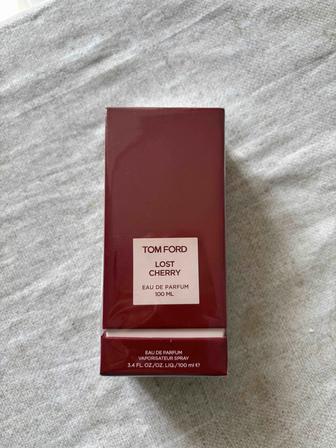 TOM FORD
LOST
CHERRY
EAU DE PARFUM
100 ML
EAU DE PARFUM
VAPORISATEUR SPRAY
3.4 FL.OZ./OZ. LIQ./100 ml ℮